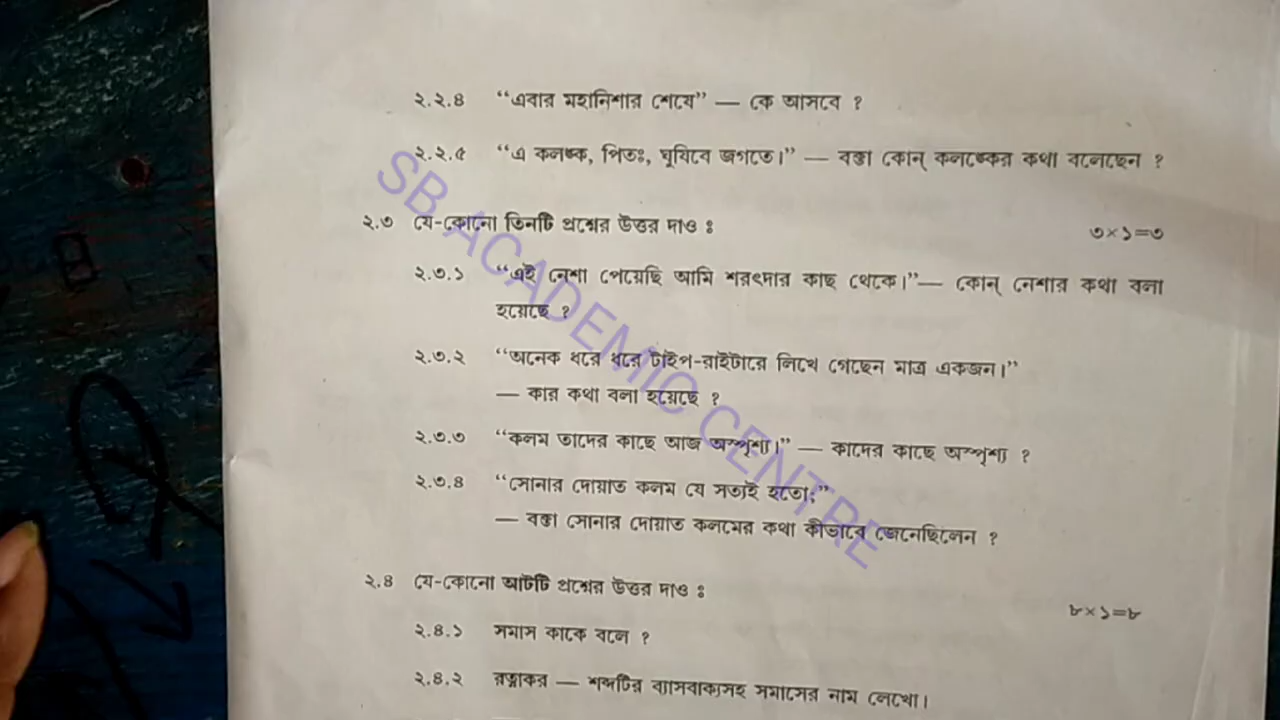 ২.২.৪ “এবার মহানিশার শেষে” — কে আসবে ?
২.২.৫ “এ কলঙ্ক, পিতঃ, ঘুষিবে জগতে।” — বক্তা কোন্ কলঙ্কের কথা বলেছেন ?
২.৩ যে-কোনো তিনটি প্রশ্নের উত্তর দাও ঃ ৩×১=৩
২.৩.১ “এই নেশা পেয়েছি আমি শরৎদার কাছ থেকে।”— কোন্ নেশার কথা বলা
হয়েছে ?
২.৩.২ “অনেক ধরে ধরে টাইপ-রাইটারে লিখে গেছেন মাত্র একজন।”
— কার কথা বলা হয়েছে ?
২.৩.৩ “কলম তাদের কাছে আজ অস্পৃশ্য।” — কাদের কাছে অস্পৃশ্য ?
২.৩.৪ “সোনার দোয়াত কলম যে সত্যই হতো;”
— বক্তা সোনার দোয়াত কলমের কথা কীভাবে জেনেছিলেন ?
২.৪ যে-কোনো আটটি প্রশ্নের উত্তর দাও ঃ ৮×১=৮
২.৪.১ সমাস কাকে বলে ?
২.৪.২ রত্নাকর — শব্দটির ব্যাসবাক্যসহ সমাসের নাম লেখো।
SB ACADEMIC CENTRE